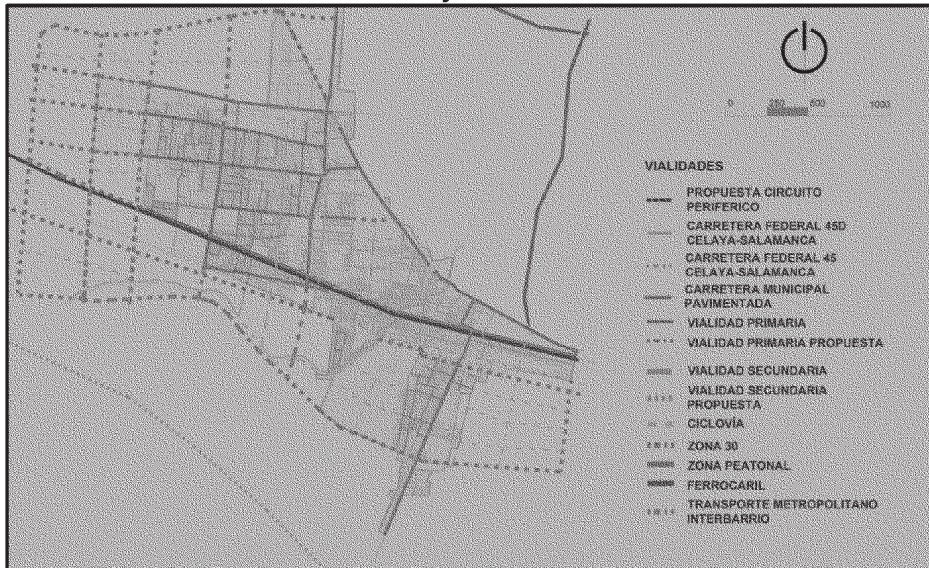 0 250 500 1000
VIALIDADES
PROPUESTA CIRCUITO
PERIFERICO
CARRETERA FEDERAL 45D
CELAYA-SALAMANCA
CARRETERA FEDERAL 45
CELAYA-SALAMANCA
CARRETERA MUNICIPAL
PAVIMENTADA
VIALIDAD PRIMARIA
VIALIDAD PRIMARIA PROPUESTA
VIALIDAD SECUNDARIA
VIALIDAD SECUNDARIA
PROPUESTA
CICLOVÍA
ZONA 30
ZONA PEATONAL
FERROCARIL
TRANSPORTE METROPOLITANO
INTERBARRIO